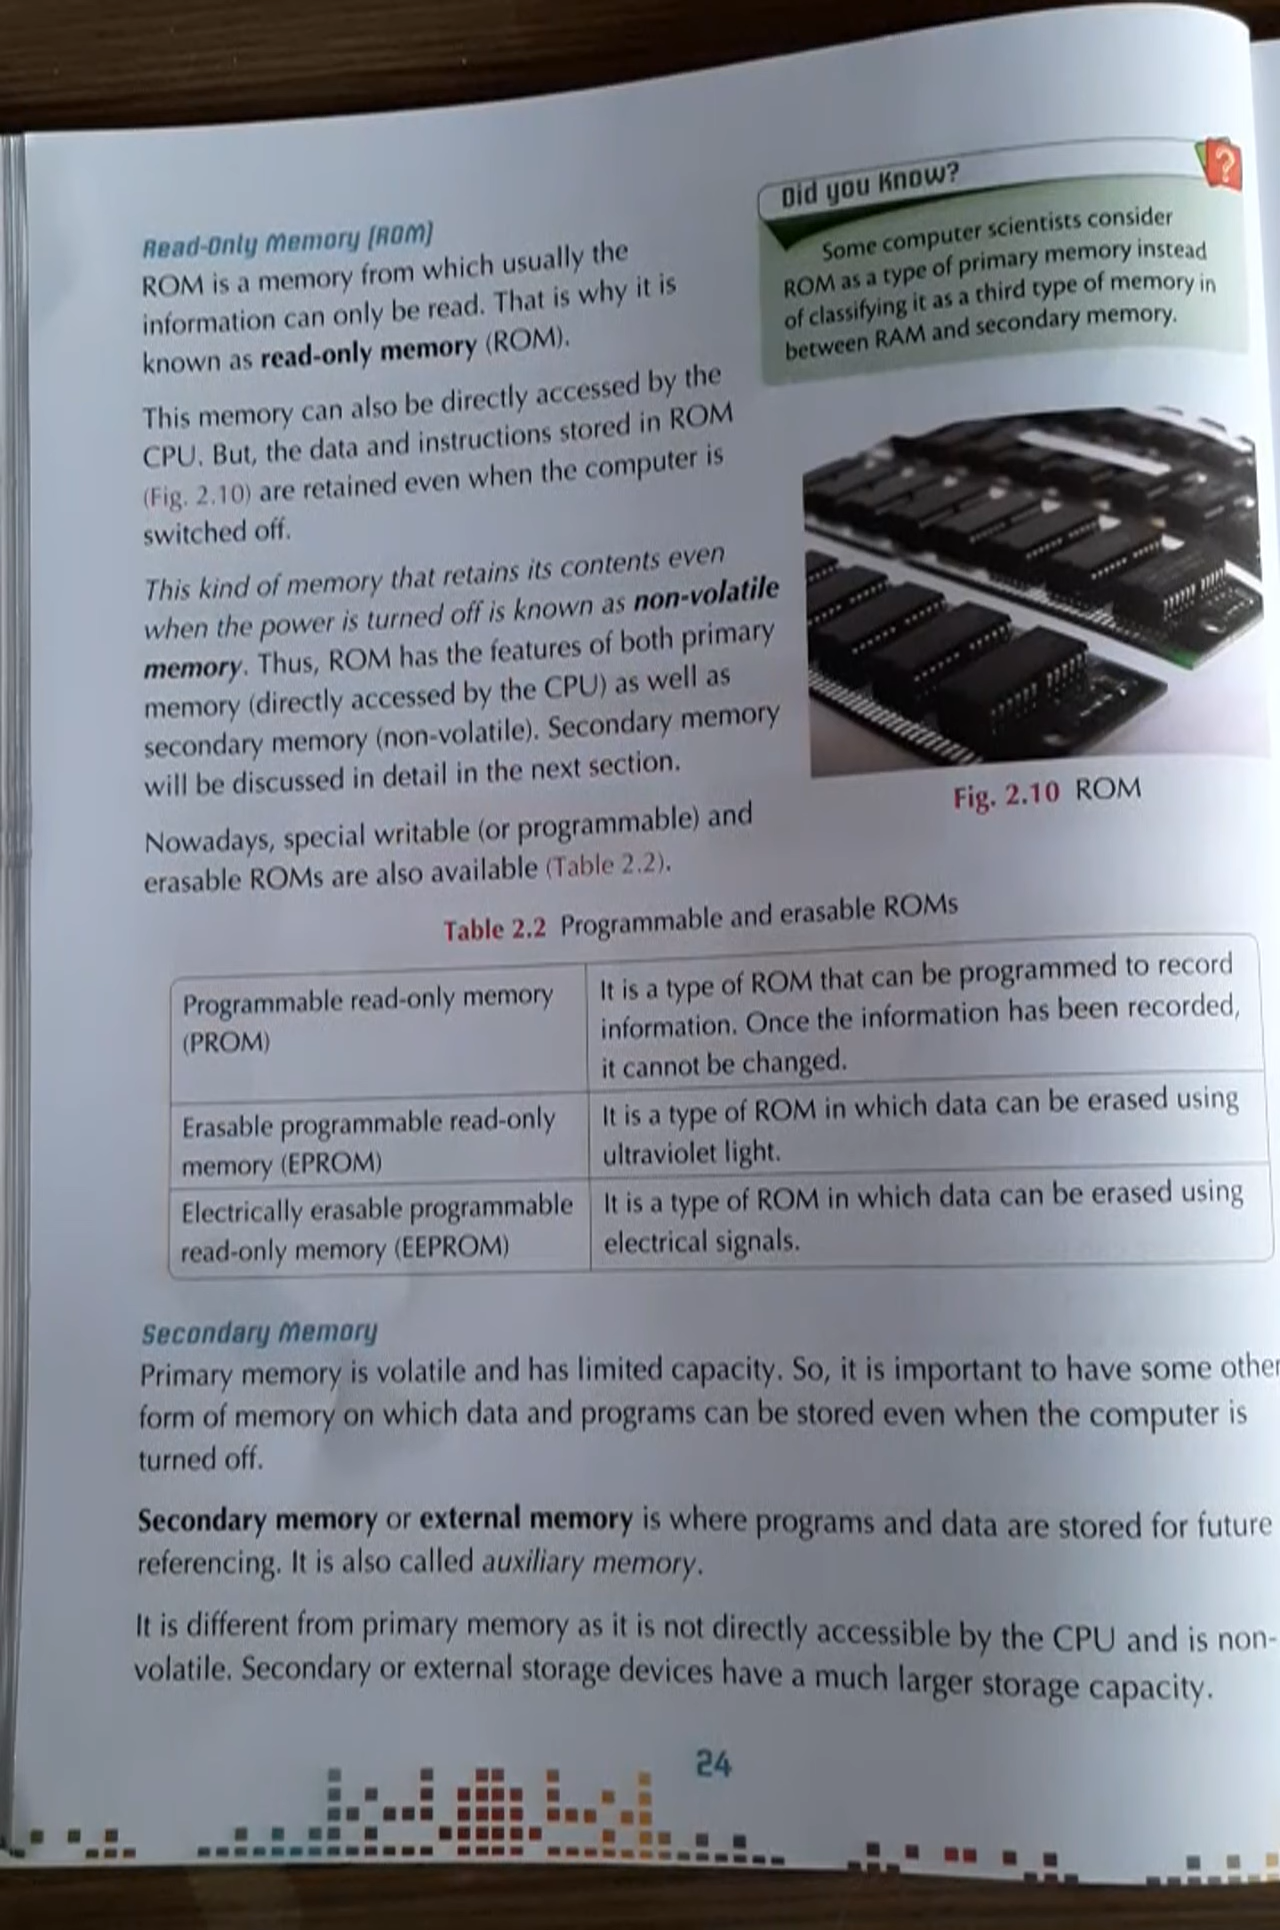 Read-Only Memory (ROM)
ROM is a memory from which usually the
information can only be read. That is why it is
known as read-only memory (ROM).
This memory can also be directly accessed by the
CPU. But, the data and instructions stored in ROM
(Fig. 2.10) are retained even when the computer is
switched off.
This kind of memory that retains its contents even
when the power is turned off is known as non-volatile
memory. Thus, ROM has the features of both primary
memory (directly accessed by the CPU) as well as
secondary memory (non-volatile). Secondary memory
will be discussed in detail in the next section.
Nowadays, special writable (or programmable) and
erasable ROMs are also available (Table 2.2).
Did you Know?
?
Some computer scientists consider
ROM as a type of primary memory instead
of classifying it as a third type of memory in
between RAM and secondary memory.
Fig. 2.10 ROM
Table 2.2 Programmable and erasable ROMs
Programmable read-only memory
(PROM)
It is a type of ROM that can be programmed to record
information. Once the information has been recorded,
it cannot be changed.
Erasable programmable read-only
memory (EPROM)
It is a type of ROM in which data can be erased using
ultraviolet light.
Electrically erasable programmable
read-only memory (EEPROM)
It is a type of ROM in which data can be erased using
electrical signals.
Secondary Memory
Primary memory is volatile and has limited capacity. So, it is important to have some other
form of memory on which data and programs can be stored even when the computer is
turned off.
Secondary memory or external memory is where programs and data are stored for future
referencing. It is also called auxiliary memory.
It is different from primary memory as it is not directly accessible by the CPU and is non-
volatile. Secondary or external storage devices have a much larger storage capacity.
24